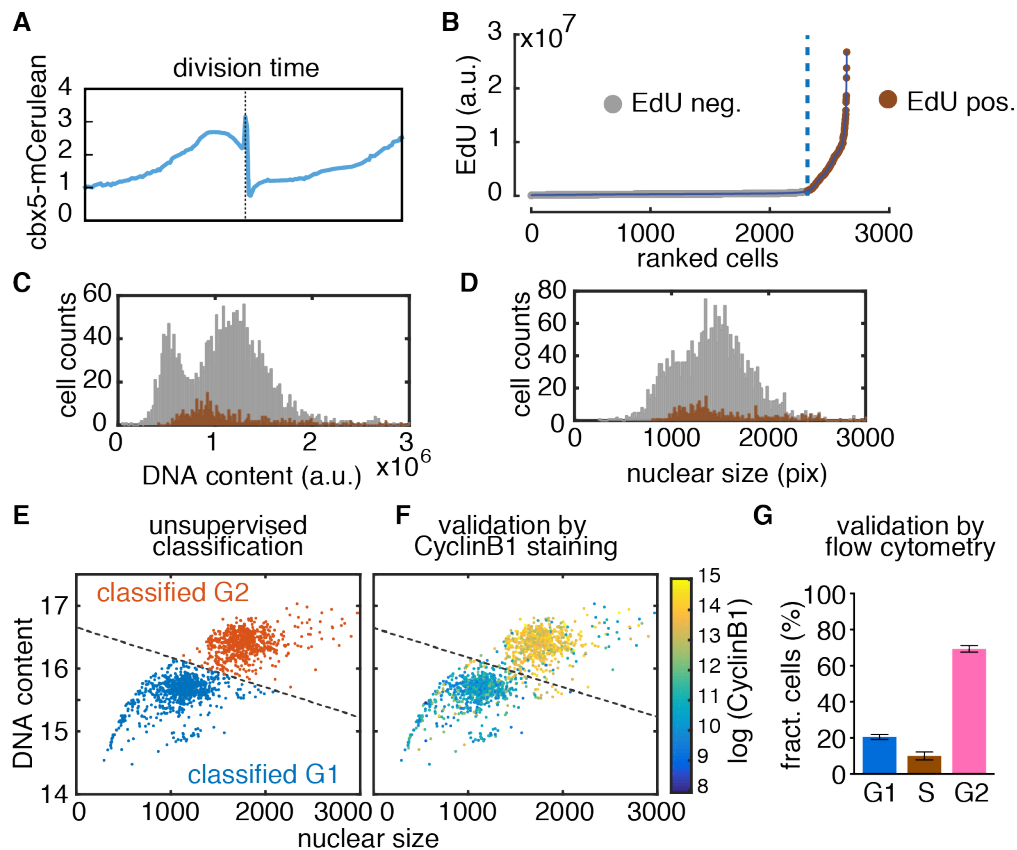 A
division time
cbx5-mCerulean
4
3
2
1
0
B
x10^7
EdU (a.u.)
3
2
1
0
EdU neg.
EdU pos.
0 1000 2000 3000
ranked cells
C
cell counts
60
40
20
0
0 1 2 3
DNA content (a.u.) x10^6
D
cell counts
80
60
40
20
0
0 1000 2000 3000
nuclear size (pix)
E
unsupervised
classification
classified G2
classified G1
DNA content
17
16
15
14
0 1000 2000 3000
nuclear size
F
validation by
CyclinB1 staining
0 1000 2000 3000
15
14
13
12
11
10
9
8
log (CyclinB1)
G
validation by
flow cytometry
fract. cells (%)
100
80
60
40
20
0
G1 S G2